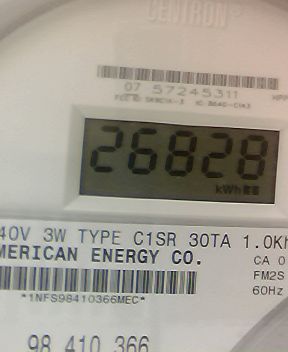 CENTRON®
07 57245311
26828
kWh
40V 3W TYPE C1SR 30TA 1.0Kh
MERICAN ENERGY CO.
CA 0
FM2S
60Hz
*1NFS98410366MEC*
98 410 366